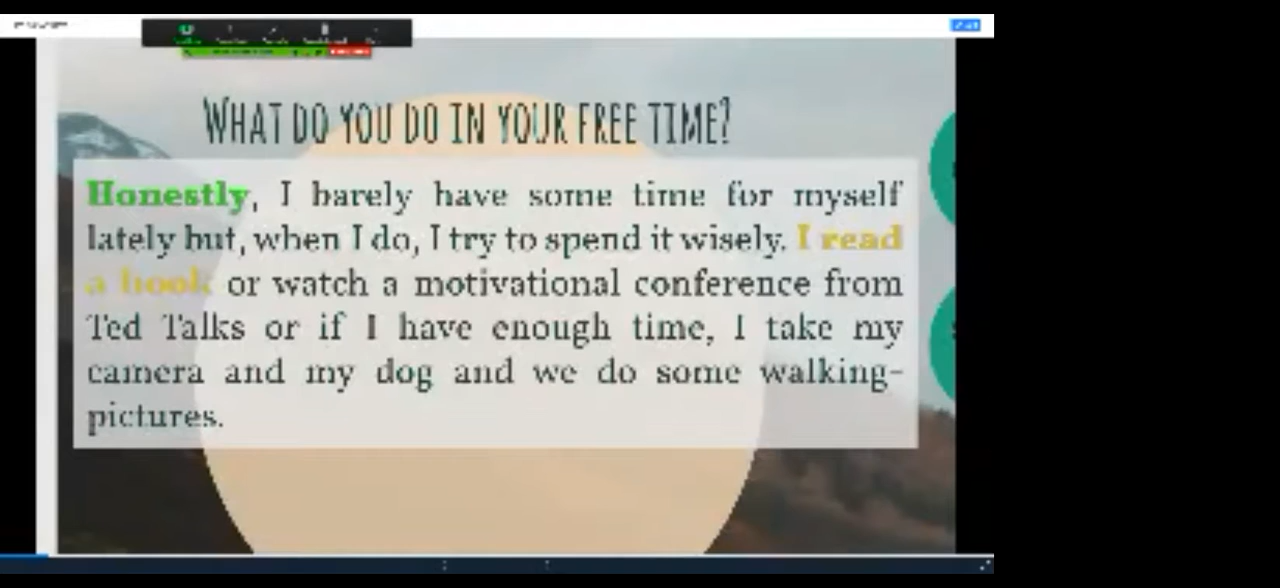 WHAT DO YOU DO IN YOUR FREE TIME?
Honestly, I barely have some time for myself
lately but, when I do, I try to spend it wisely. I read
a book or watch a motivational conference from
Ted Talks or if I have enough time, I take my
camera and my dog and we do some walking-
pictures.